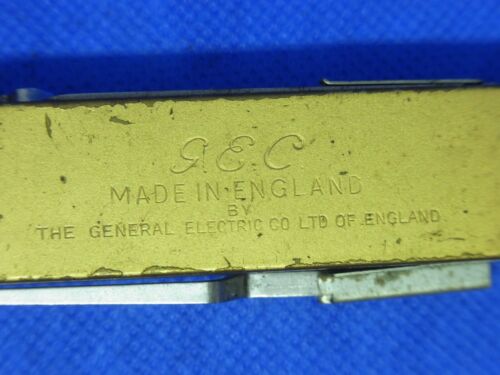 G.E.C
MADE IN ENGLAND
BY
THE GENERAL ELECTRIC CO LTD OF ENGLAND